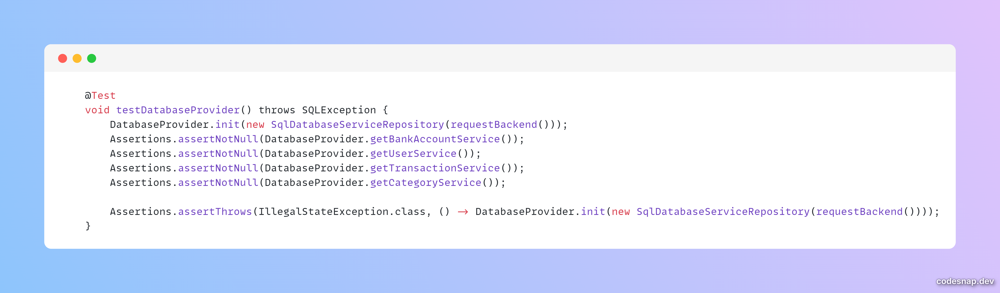 @Test
void testDatabaseProvider() throws SQLException {
    DatabaseProvider.init(new SqlDatabaseServiceRepository(requestBackend()));
    Assertions.assertNotNull(DatabaseProvider.getBankAccountService());
    Assertions.assertNotNull(DatabaseProvider.getUserService());
    Assertions.assertNotNull(DatabaseProvider.getTransactionService());
    Assertions.assertNotNull(DatabaseProvider.getCategoryService());

    Assertions.assertThrows(IllegalStateException.class, () -> DatabaseProvider.init(new SqlDatabaseServiceRepository(requestBackend())));
}
codesnap.dev